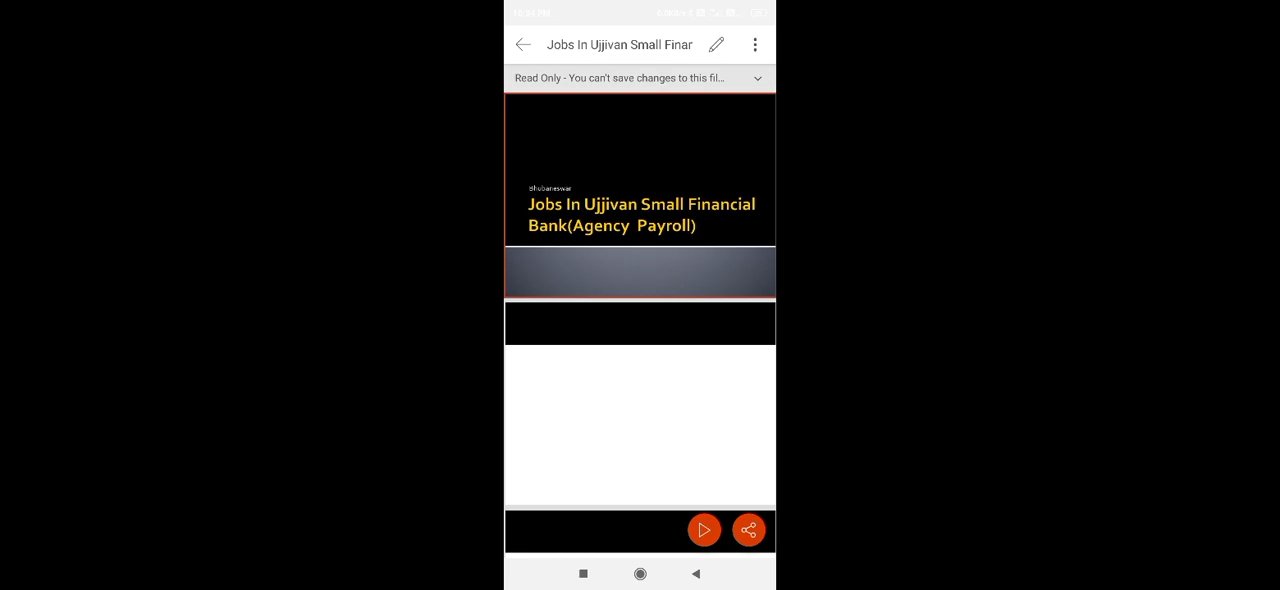 Jobs In Ujjivan Small Finar
Read Only - You can't save changes to this fil...
Bhubaneswar
Jobs In Ujjivan Small Financial
Bank(Agency Payroll)